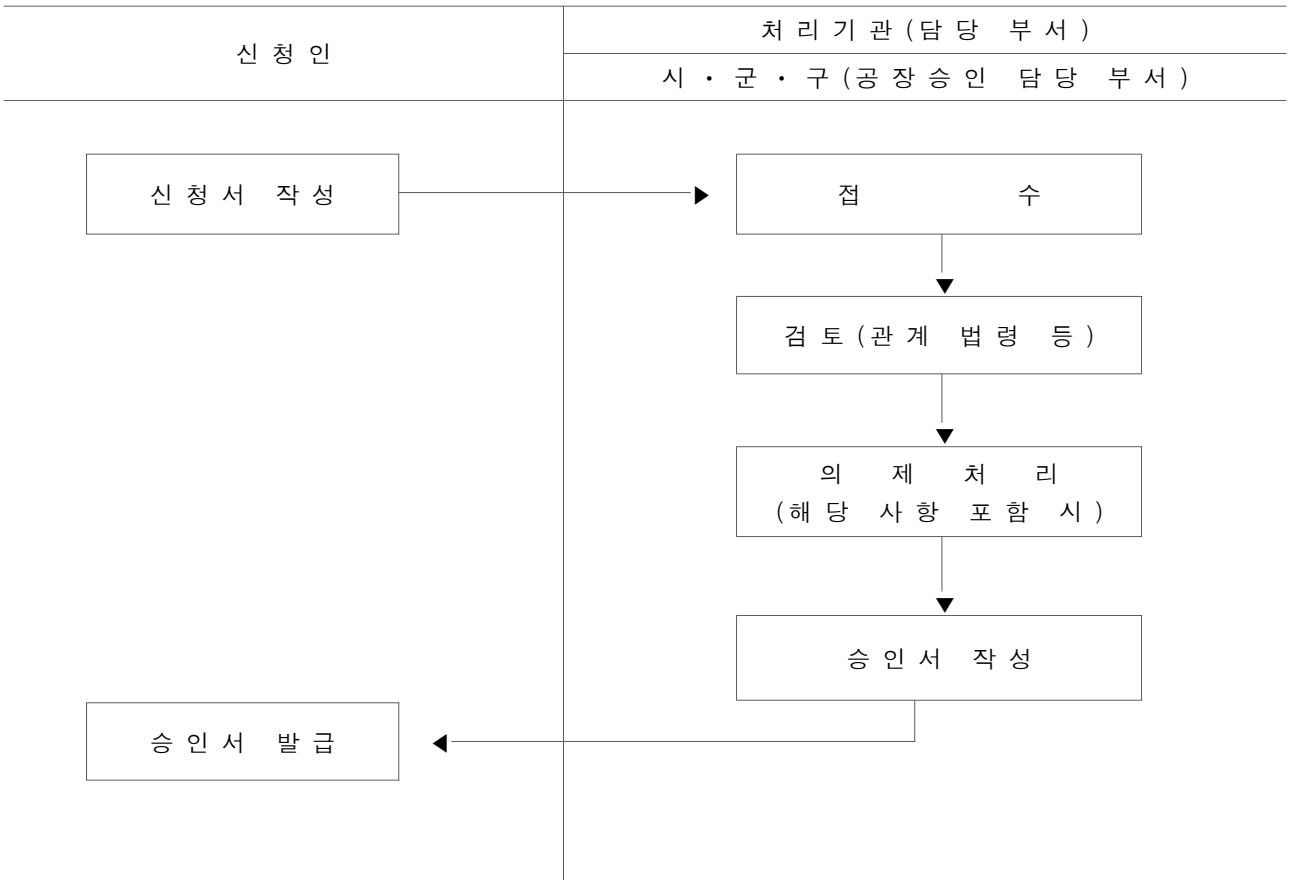 신청인
처리기관(담당 부서)
시・군・구(공장승인 담당 부서)
신청서 작성
접 수
검토(관계 법령 등)
의 제 처 리
(해당 사항 포함 시)
승인서 작성
승인서 발급